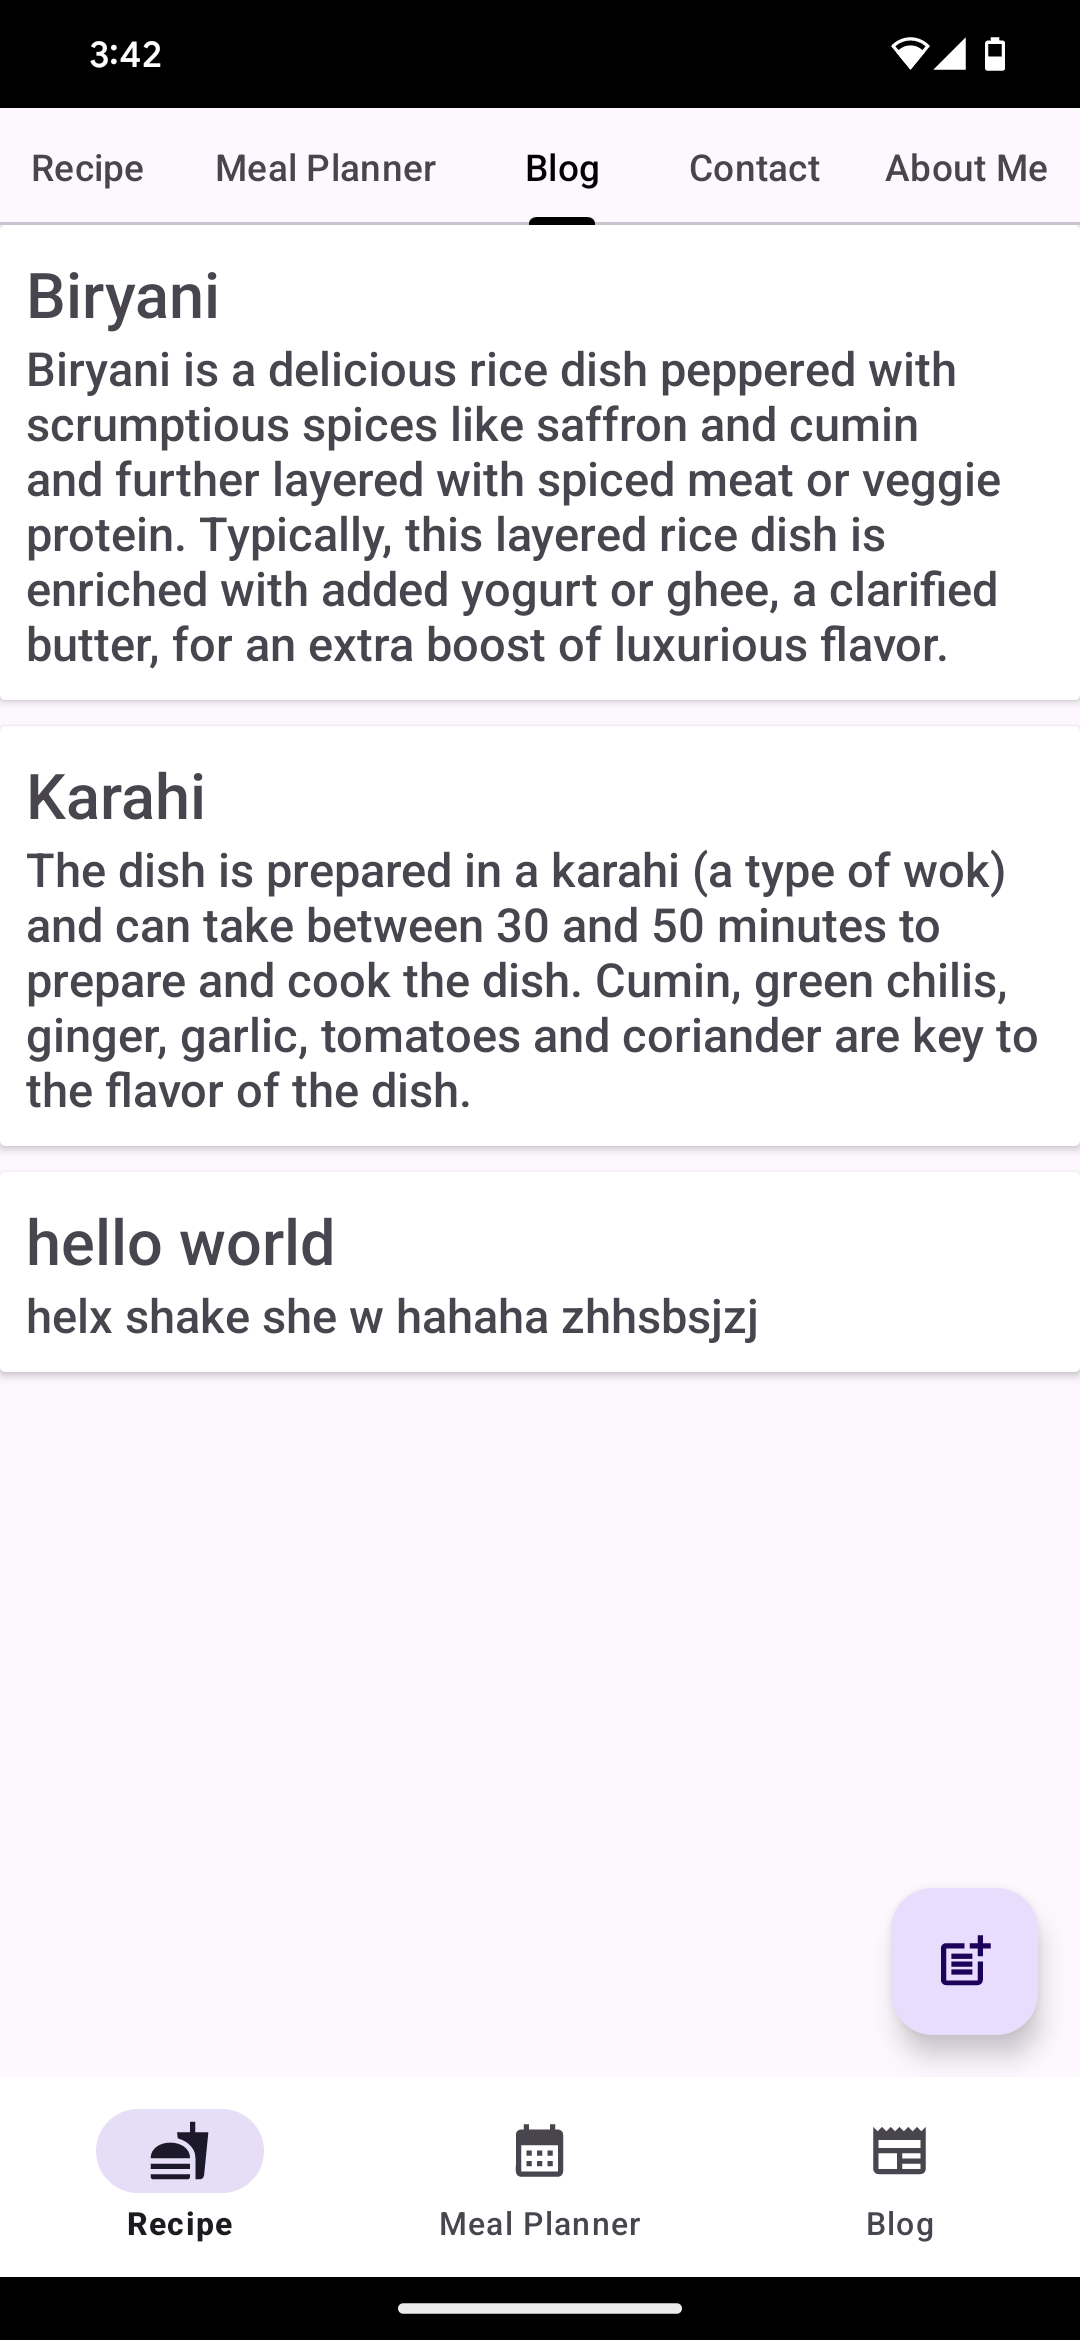 3:42
Recipe Meal Planner Blog Contact About Me
Biryani
Biryani is a delicious rice dish peppered with
scrumptious spices like saffron and cumin
and further layered with spiced meat or veggie
protein. Typically, this layered rice dish is
enriched with added yogurt or ghee, a clarified
butter, for an extra boost of luxurious flavor.
Karahi
The dish is prepared in a karahi (a type of wok)
and can take between 30 and 50 minutes to
prepare and cook the dish. Cumin, green chilis,
ginger, garlic, tomatoes and coriander are key to
the flavor of the dish.
hello world
helx shake she w hahaha zhhsbsjzj
Recipe Meal Planner Blog